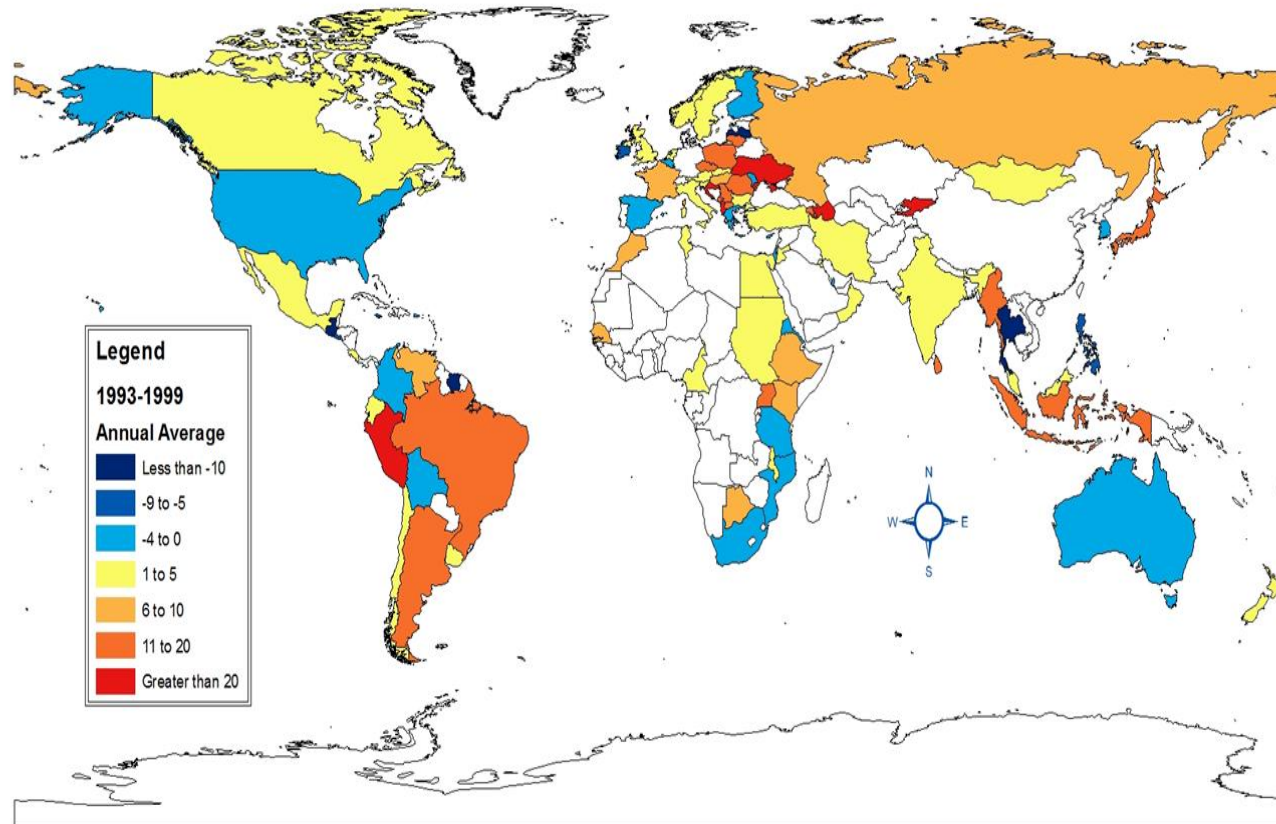 Legend
1993-1999
Annual Average
Less than -10
-9 to -5
-4 to 0
1 to 5
6 to 10
11 to 20
Greater than 20
N
W E
S